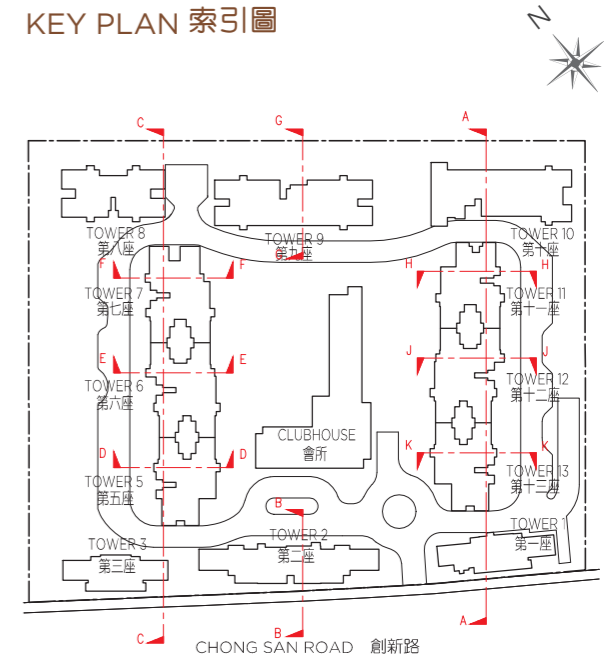 KEY PLAN 索引圖
N
C
G
A
TOWER 8
第八座
TOWER 9
第九座
TOWER 10
第十座
G
F
F
H
H
TOWER 7
第七座
TOWER 11
第十一座
E
E
J
J
TOWER 6
第六座
TOWER 12
第十二座
CLUBHOUSE
會所
D
D
K
K
TOWER 5
第五座
TOWER 13
第十三座
B
TOWER 3
第三座
TOWER 2
第二座
TOWER 1
第一座
C
B
A
CHONG SAN ROAD 創新路